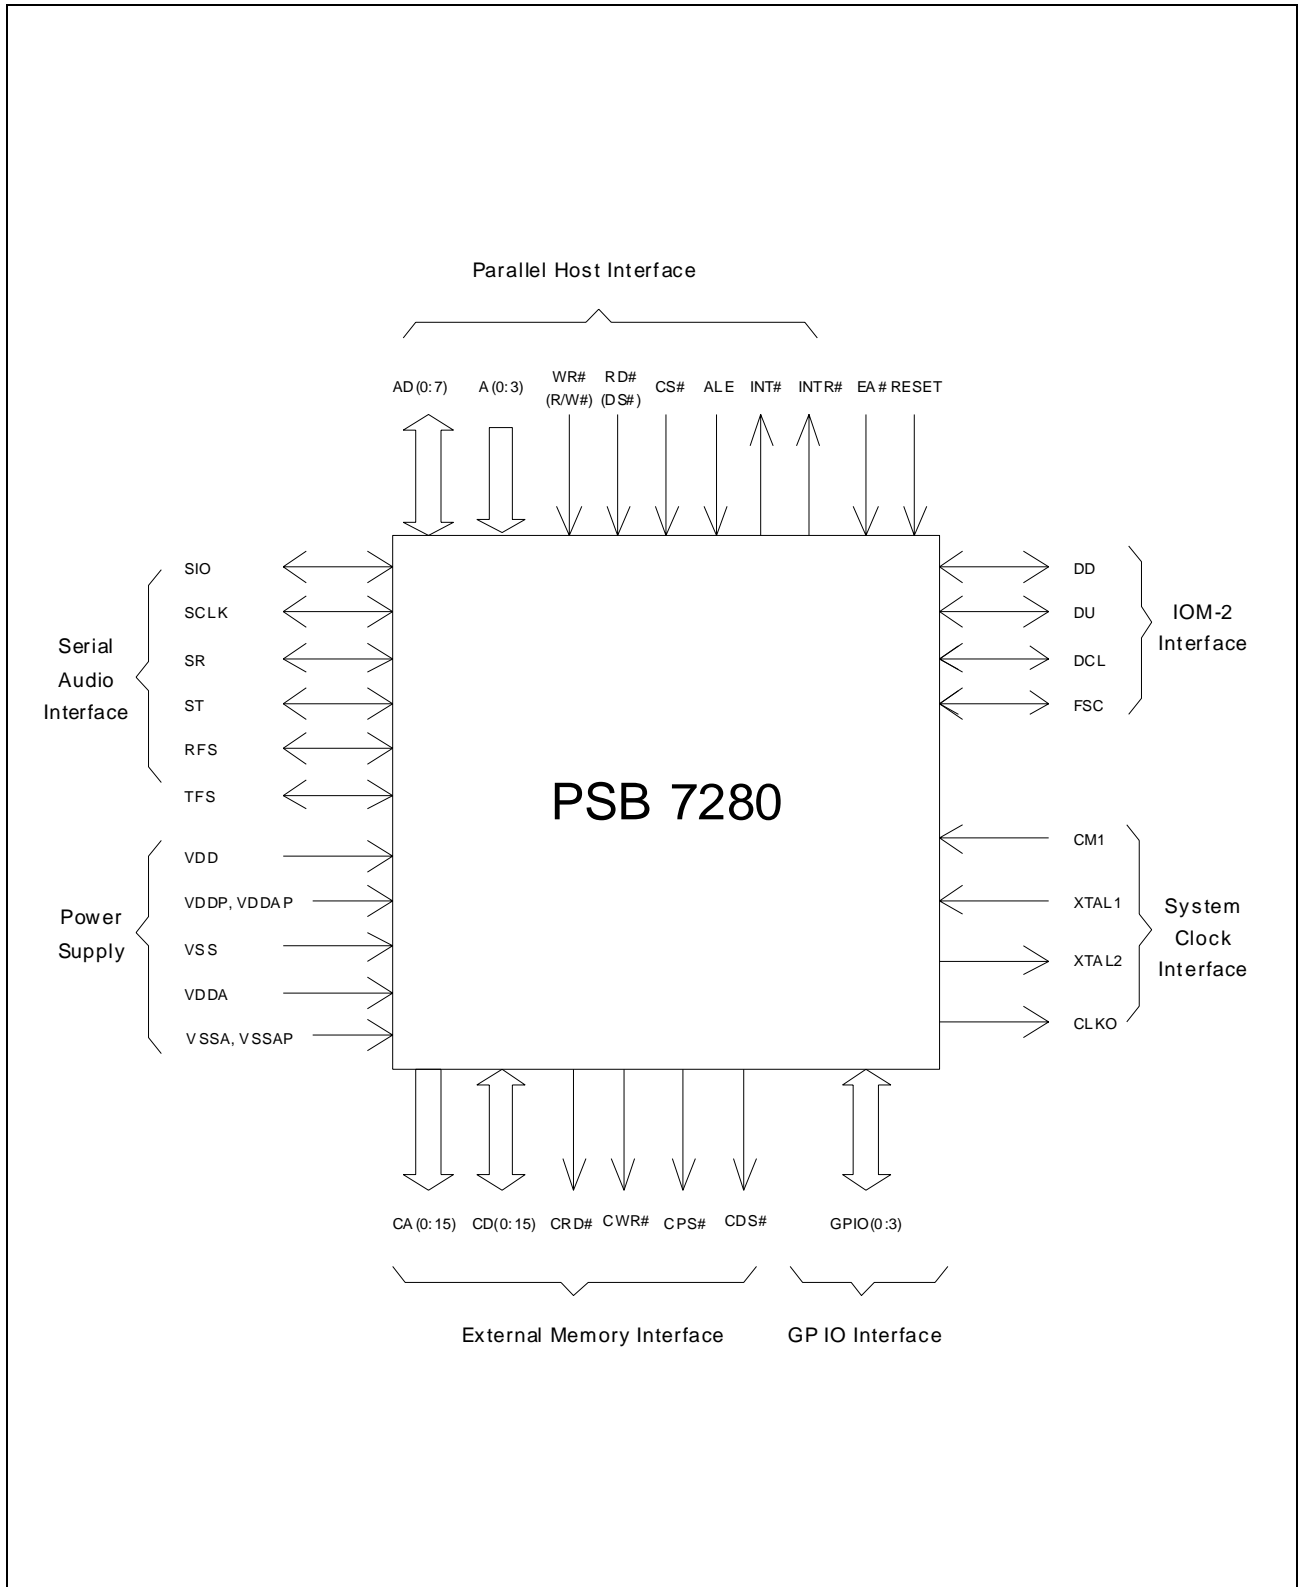 Parallel Host Interface
AD(0:7) A(0:3) WR# RD# CS# ALE INT# INTR# EA# RESET
(R/W#) (DS#)
SIO
SCLK
SR
ST
RFS
TFS
Serial
Audio
Interface
DD
DU
DCL
FSC
IOM-2
Interface
PSB 7280
VDD
VDDP, VDDAP
VSS
VDDA
VSSA, VSSAP
Power
Supply
CM1
XTAL1
XTAL2
CLKO
System
Clock
Interface
CA(0:15) CD(0:15) CRD# CWR# CPS# CDS# GPIO(0:3)
External Memory Interface GPIO Interface